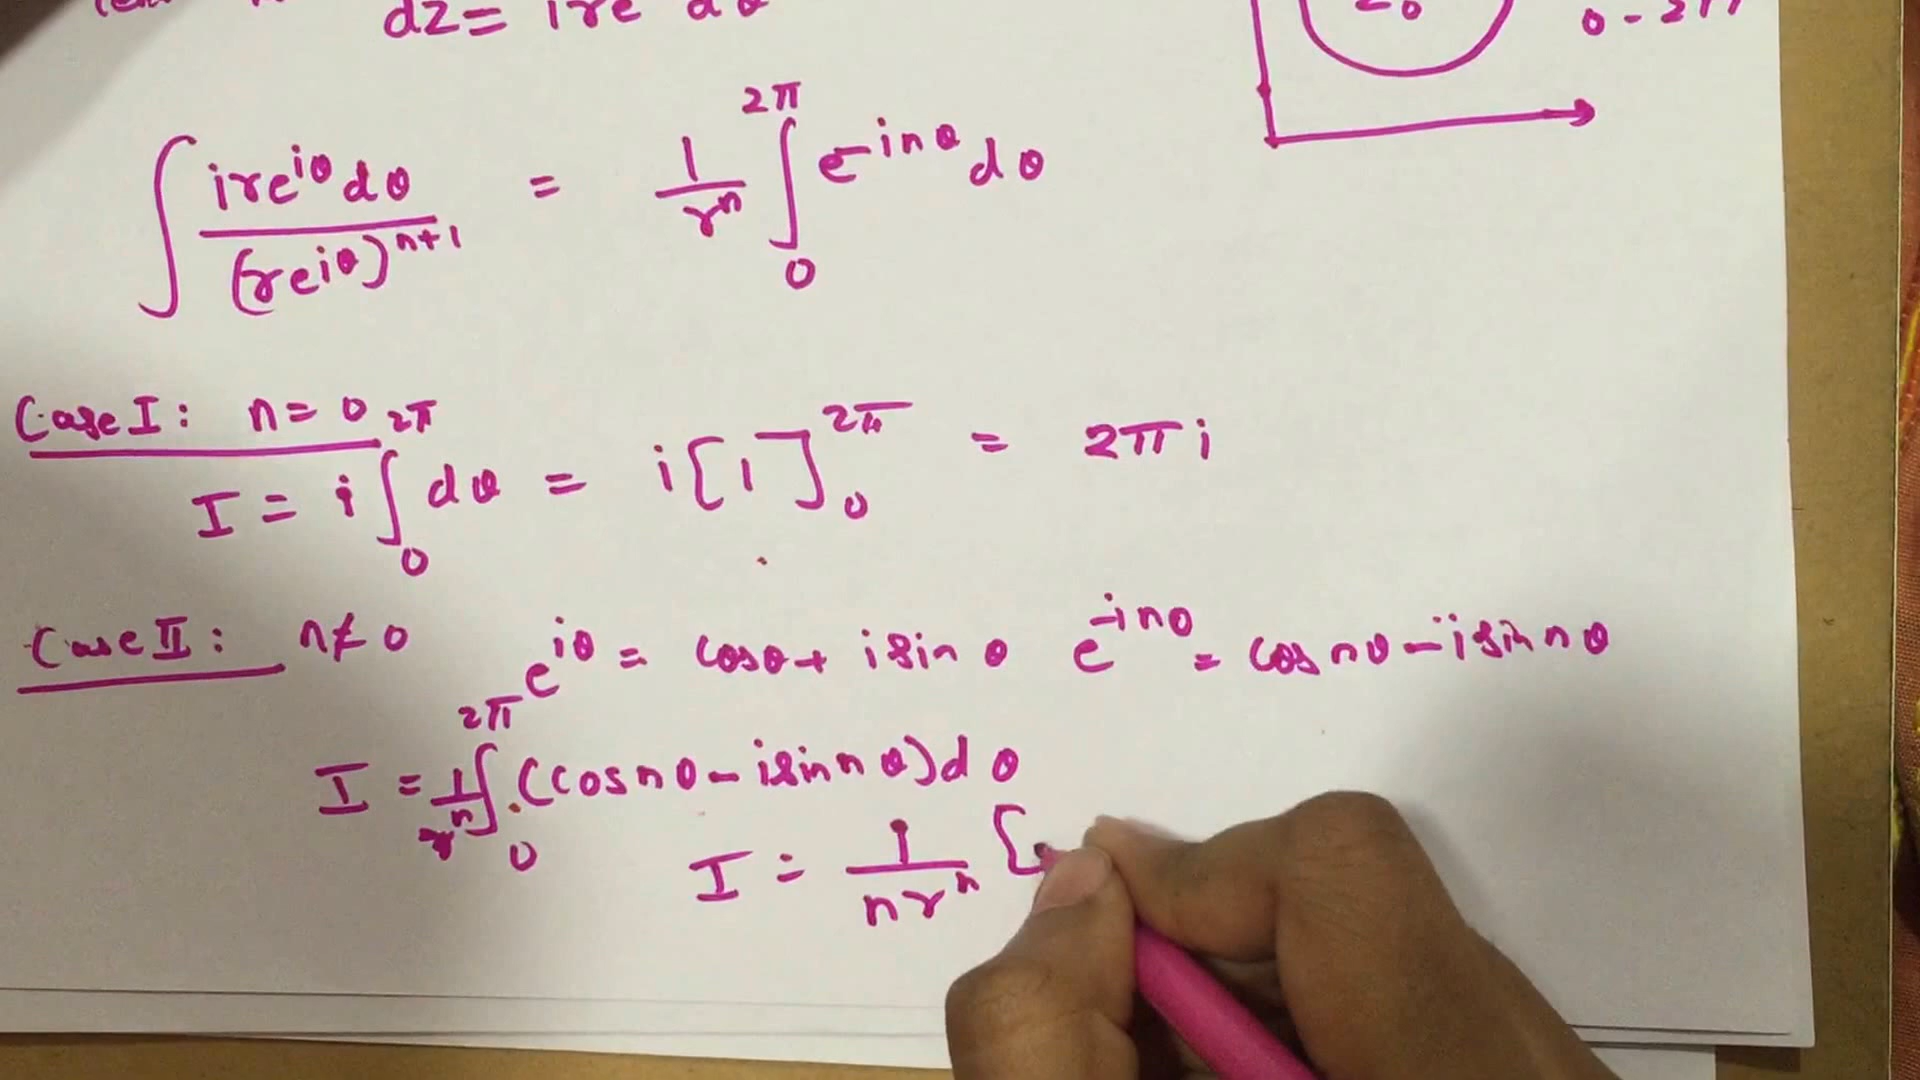 dz = ire dθ
z₀ 0 - 2π
∫ ire^{iθ} dθ / (re^{iθ})^{n+1} = 1/r^n ∫_0^{2π} e^{-inθ} dθ
Case I : n = 0
I = i ∫_0^{2π} dθ = i [1]_0^{2π} = 2πi
Case II : n ≠ 0 e^{iθ} = cosθ + i sin θ e^{-inθ} = cos nθ - i sin nθ
I = 1/r^n ∫_0^{2π} (cos nθ - i sin n θ) dθ
I = 1/nr^n [